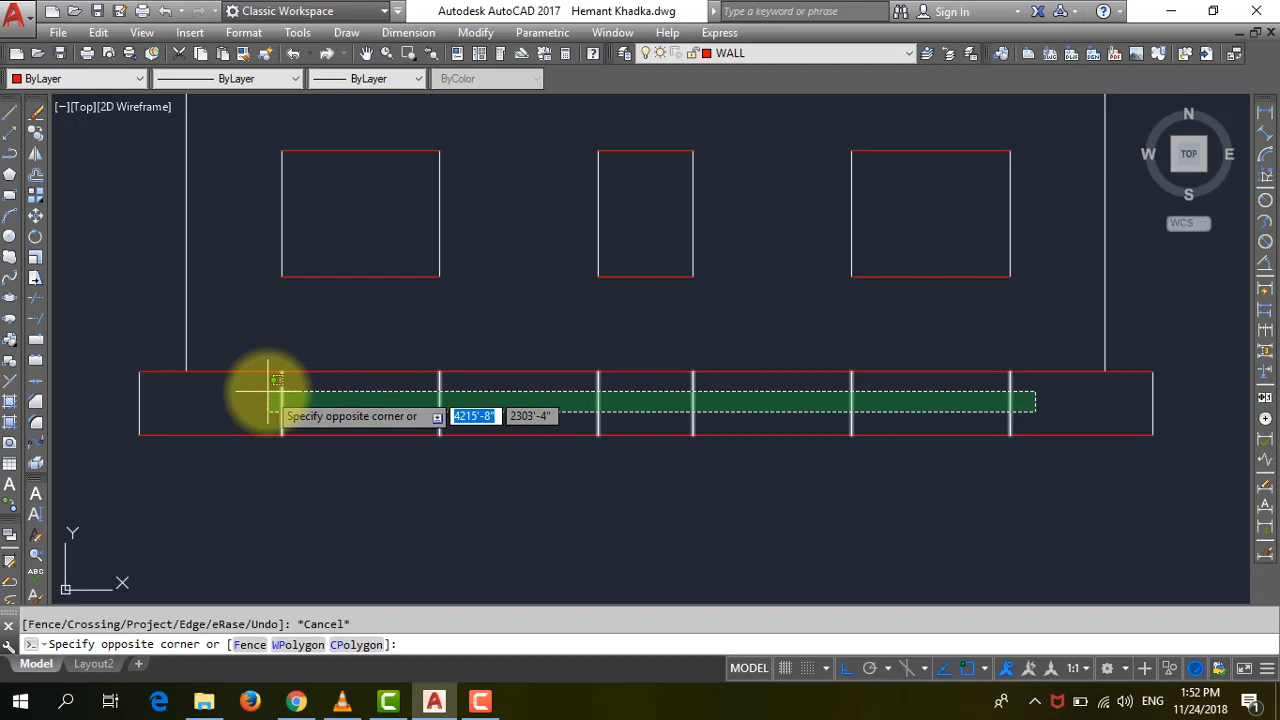 Classic Workspace
Autodesk AutoCAD 2017 Hemant Khadka.dwg
Type a keyword or phrase
Sign In
File Edit View Insert Format Tools Draw Dimension Modify Parametric Window Help Express
WALL
ByLayer ByLayer ByLayer ByColor
[−][Top][2D Wireframe]
N
W TOP E
S
WCS
Specify opposite corner or 4215'-8" 2303'-4"
Y
X
[Fence/Crossing/Project/Edge/eRase/Undo]: *Cancel*
Specify opposite corner or [Fence WPolygon CPolygon]:
Model Layout2 +
MODEL 1:1
ENG 1:52 PM
11/24/2018